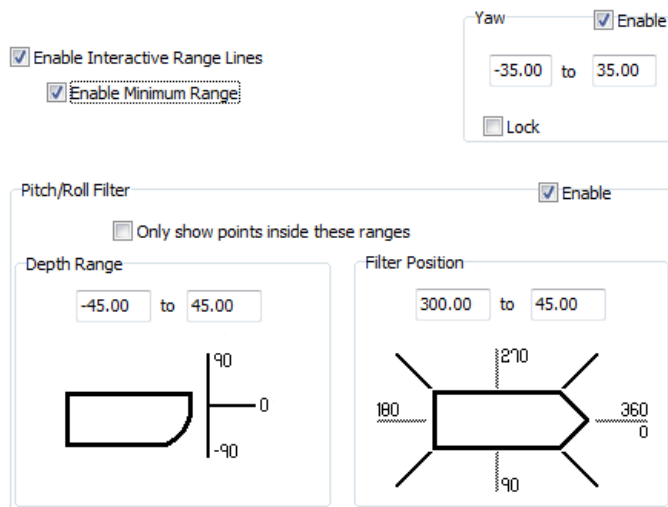 Yaw Enable
Enable Interactive Range Lines
-35.00 to 35.00
Enable Minimum Range
Lock
Pitch/Roll Filter Enable
Only show points inside these ranges
Depth Range
-45.00 to 45.00
90
0
-90
Filter Position
300.00 to 45.00
270
180
360
0
90